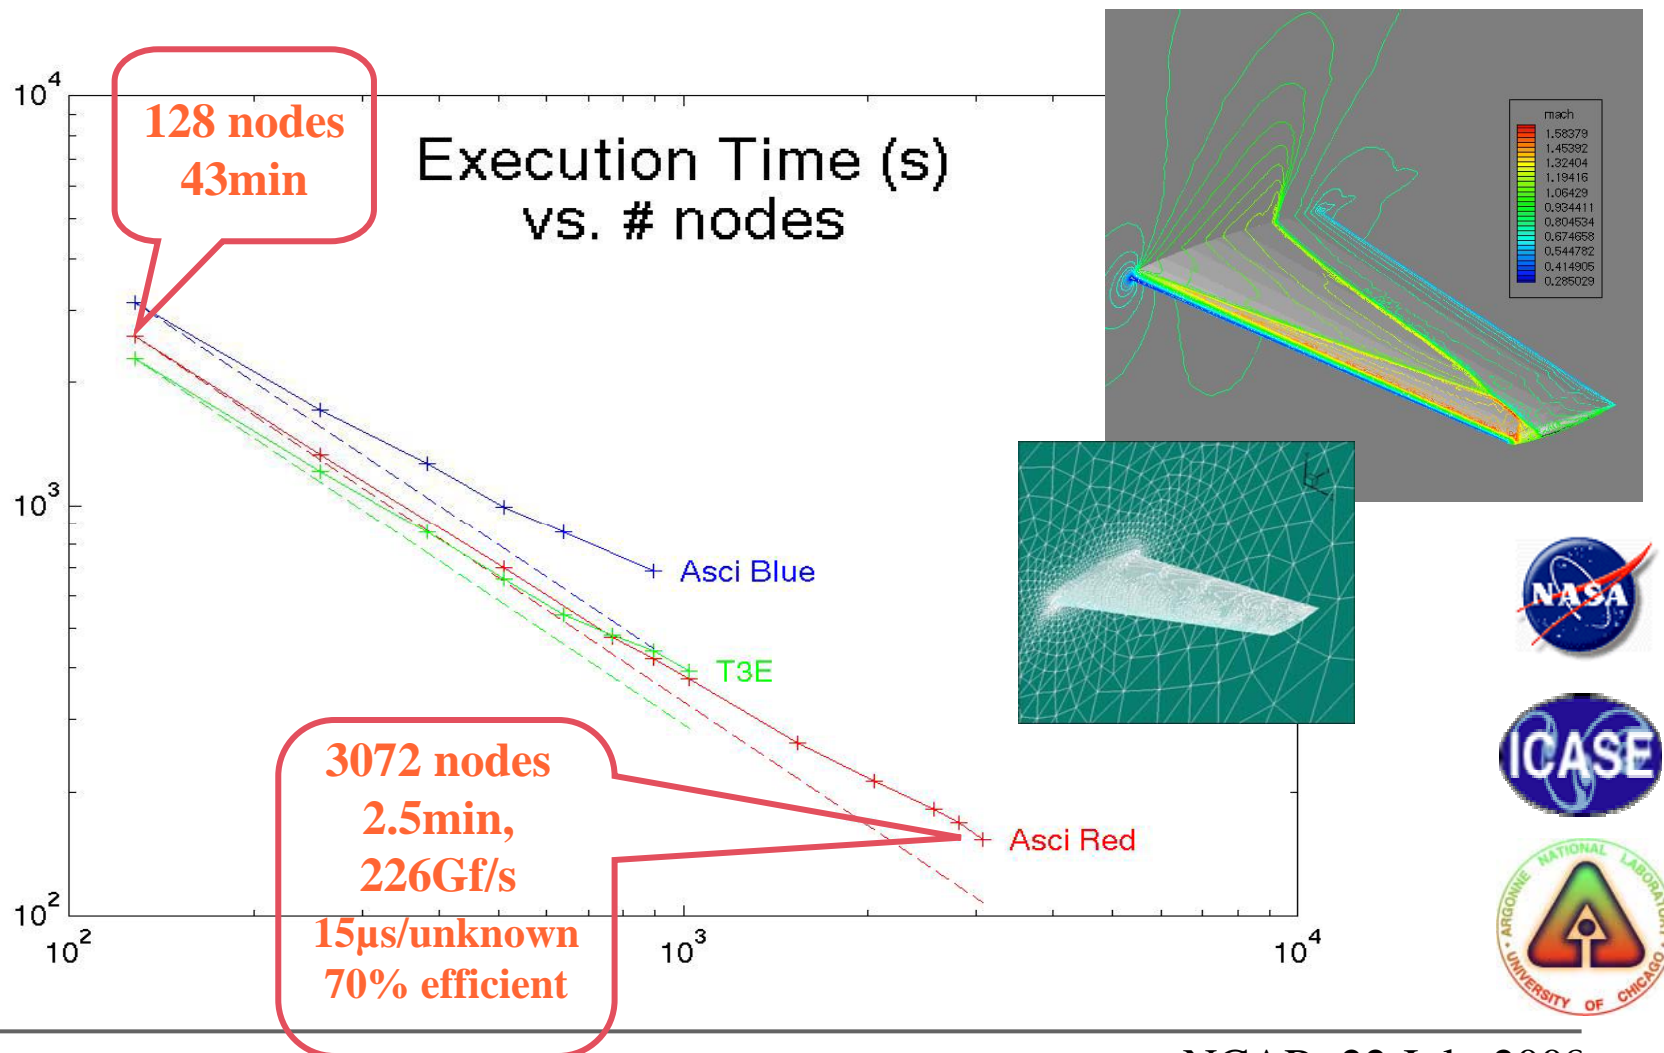 10^4
128 nodes
43min
Execution Time (s)
vs. # nodes
mach
1.58379
1.45392
1.32404
1.19416
1.06429
0.934411
0.804534
0.674658
0.544782
0.414905
0.285029
10^3
Asci Blue
T3E
NASA
ICASE
3072 nodes
2.5min,
226Gf/s
15µs/unknown
70% efficient
Asci Red
10^2
10^2
10^3
10^4
ARGONNE NATIONAL
UNIVERSITY OF CHICAGO